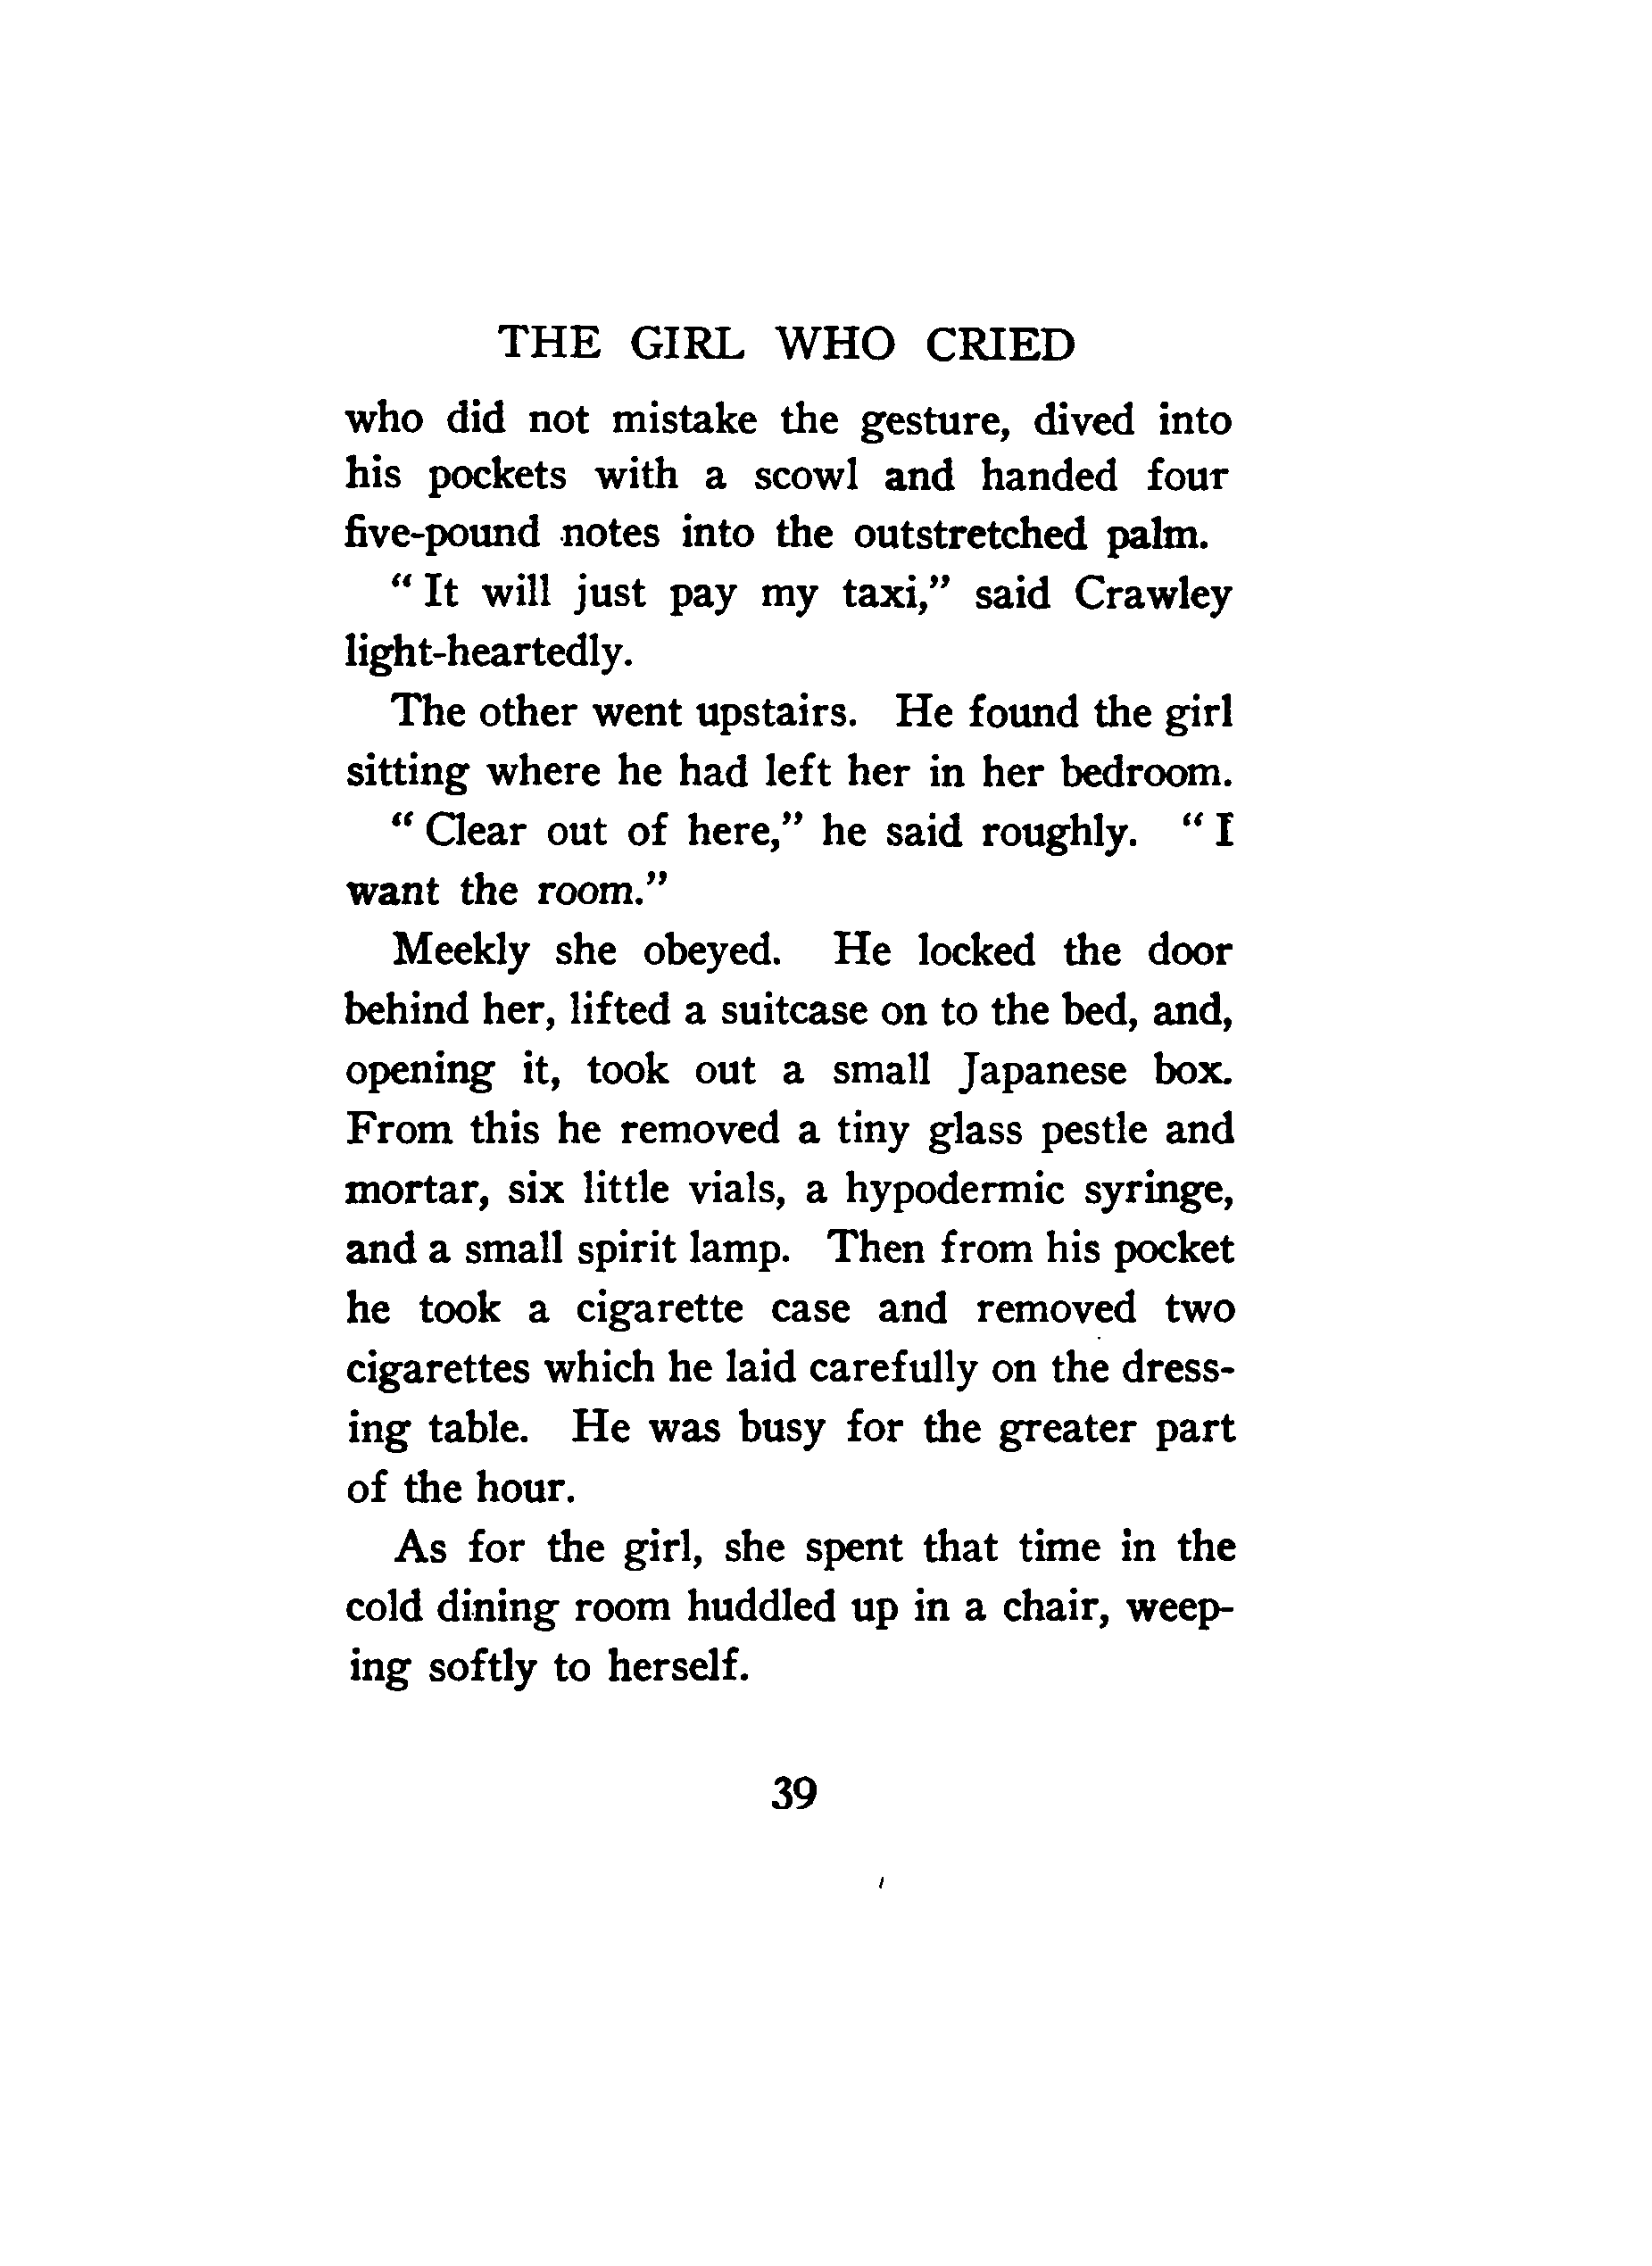 THE GIRL WHO CRIED
who did not mistake the gesture, dived into
his pockets with a scowl and handed four
five-pound notes into the outstretched palm.
“ It will just pay my taxi,” said Crawley
light-heartedly.
The other went upstairs. He found the girl
sitting where he had left her in her bedroom.
“ Clear out of here,” he said roughly. “ I
want the room.”
Meekly she obeyed. He locked the door
behind her, lifted a suitcase on to the bed, and,
opening it, took out a small Japanese box.
From this he removed a tiny glass pestle and
mortar, six little vials, a hypodermic syringe,
and a small spirit lamp. Then from his pocket
he took a cigarette case and removed two
cigarettes which he laid carefully on the dress-
ing table. He was busy for the greater part
of the hour.
As for the girl, she spent that time in the
cold dining room huddled up in a chair, weep-
ing softly to herself.
39